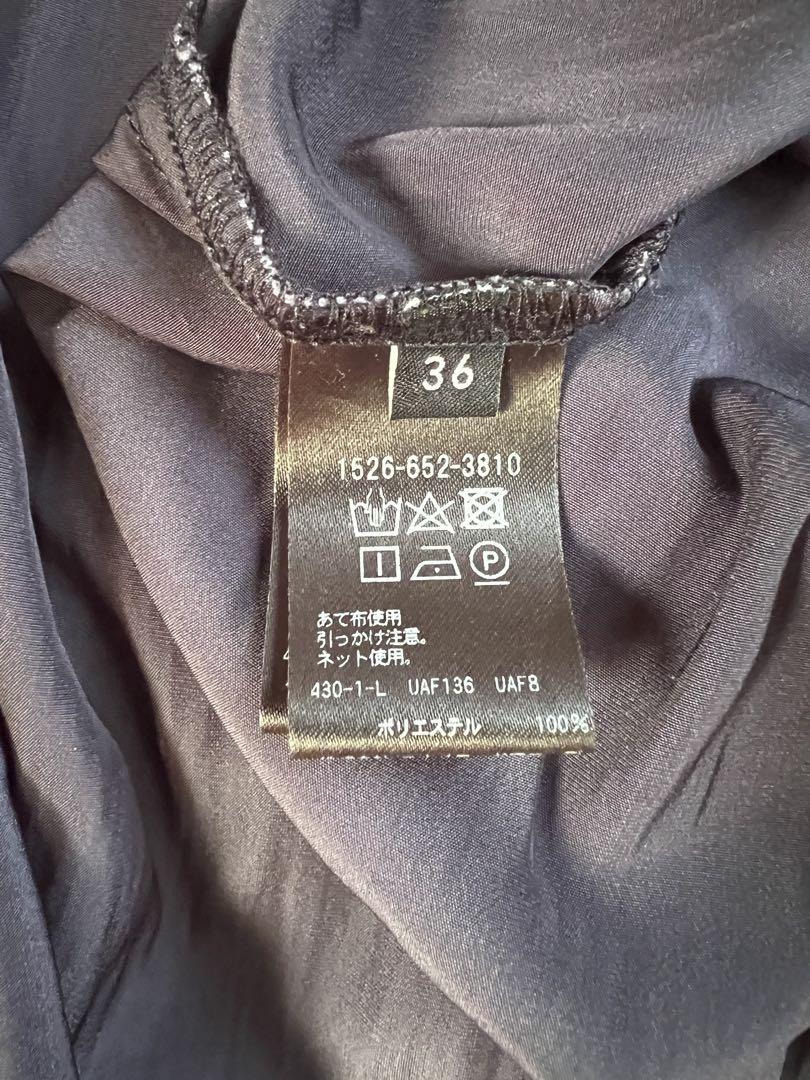 36
1526-652-3810
P
あて布使用
引っかけ注意。
ネット使用。
430-1-L UAF136 UAF8
ポリエステル 100%